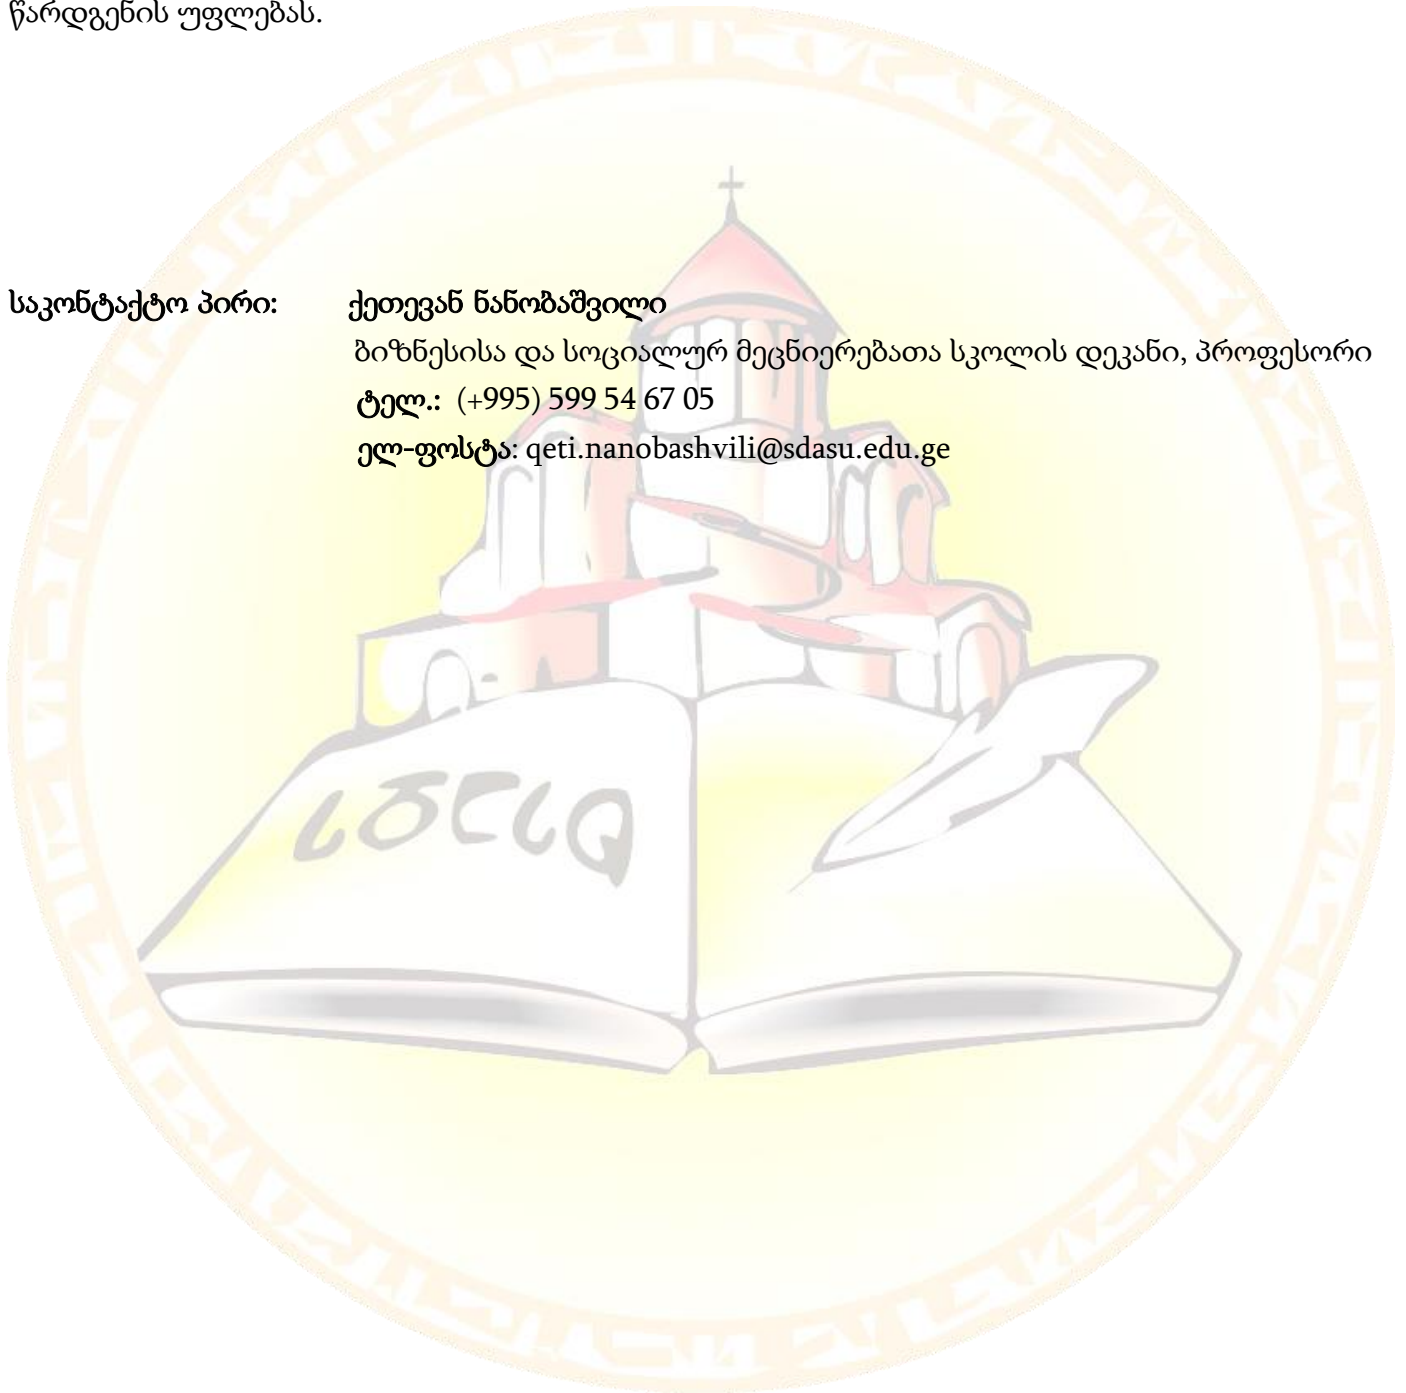 წარდგენის უფლებას.
საკონტაქტო პირი: ქეთევან ნანობაშვილი
ბიზნესისა და სოციალურ მეცნიერებათა სკოლის დეკანი, პროფესორი
ტელ.: (+995) 599 54 67 05
ელ-ფოსტა: qeti.nanobashvili@sdasu.edu.ge